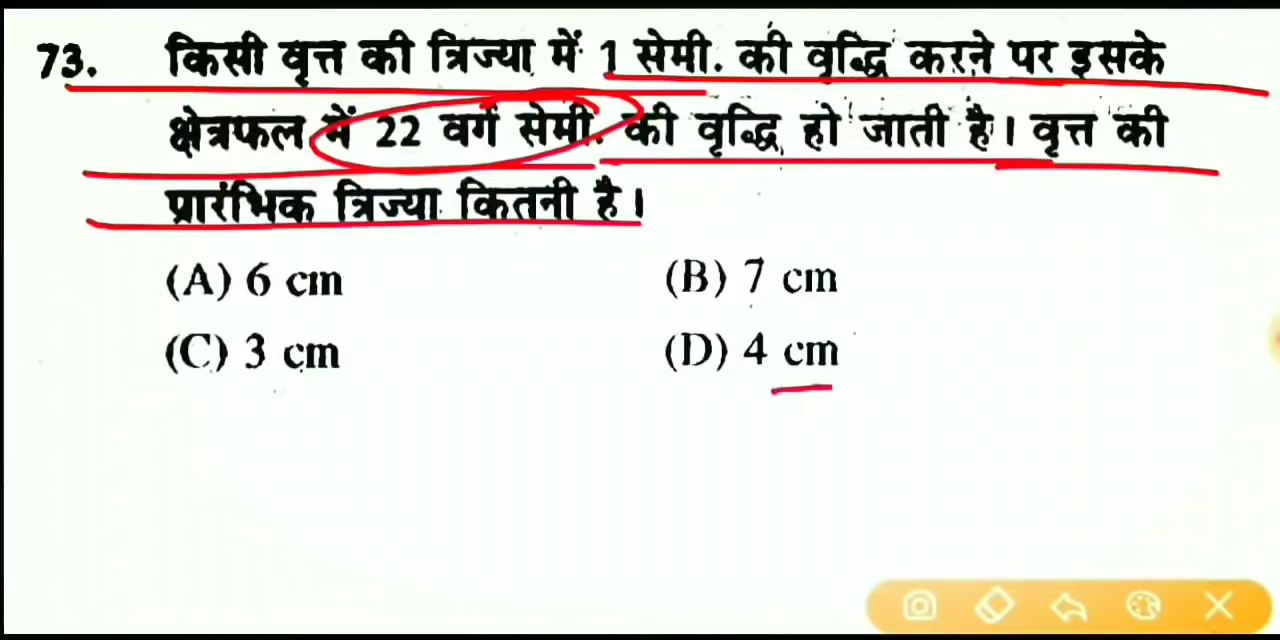 73. किसी वृत्त की त्रिज्या में 1 सेमी. की वृद्धि करने पर इसके
क्षेत्रफल में 22 वर्ग सेमी. की वृद्धि हो जाती है। वृत्त की
प्रारंभिक त्रिज्या कितनी है।
(A) 6 cm (B) 7 cm
(C) 3 cm (D) 4 cm